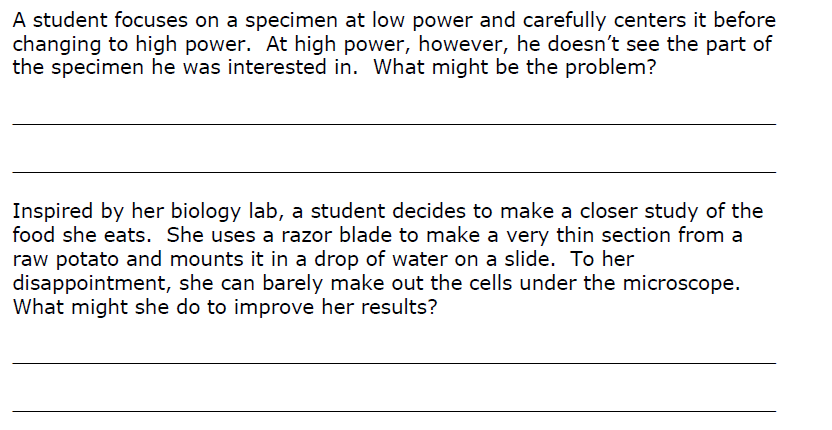 A student focuses on a specimen at low power and carefully centers it before
changing to high power.  At high power, however, he doesn’t see the part of
the specimen he was interested in.  What might be the problem?
Inspired by her biology lab, a student decides to make a closer study of the
food she eats.  She uses a razor blade to make a very thin section from a
raw potato and mounts it in a drop of water on a slide.  To her
disappointment, she can barely make out the cells under the microscope.
What might she do to improve her results?